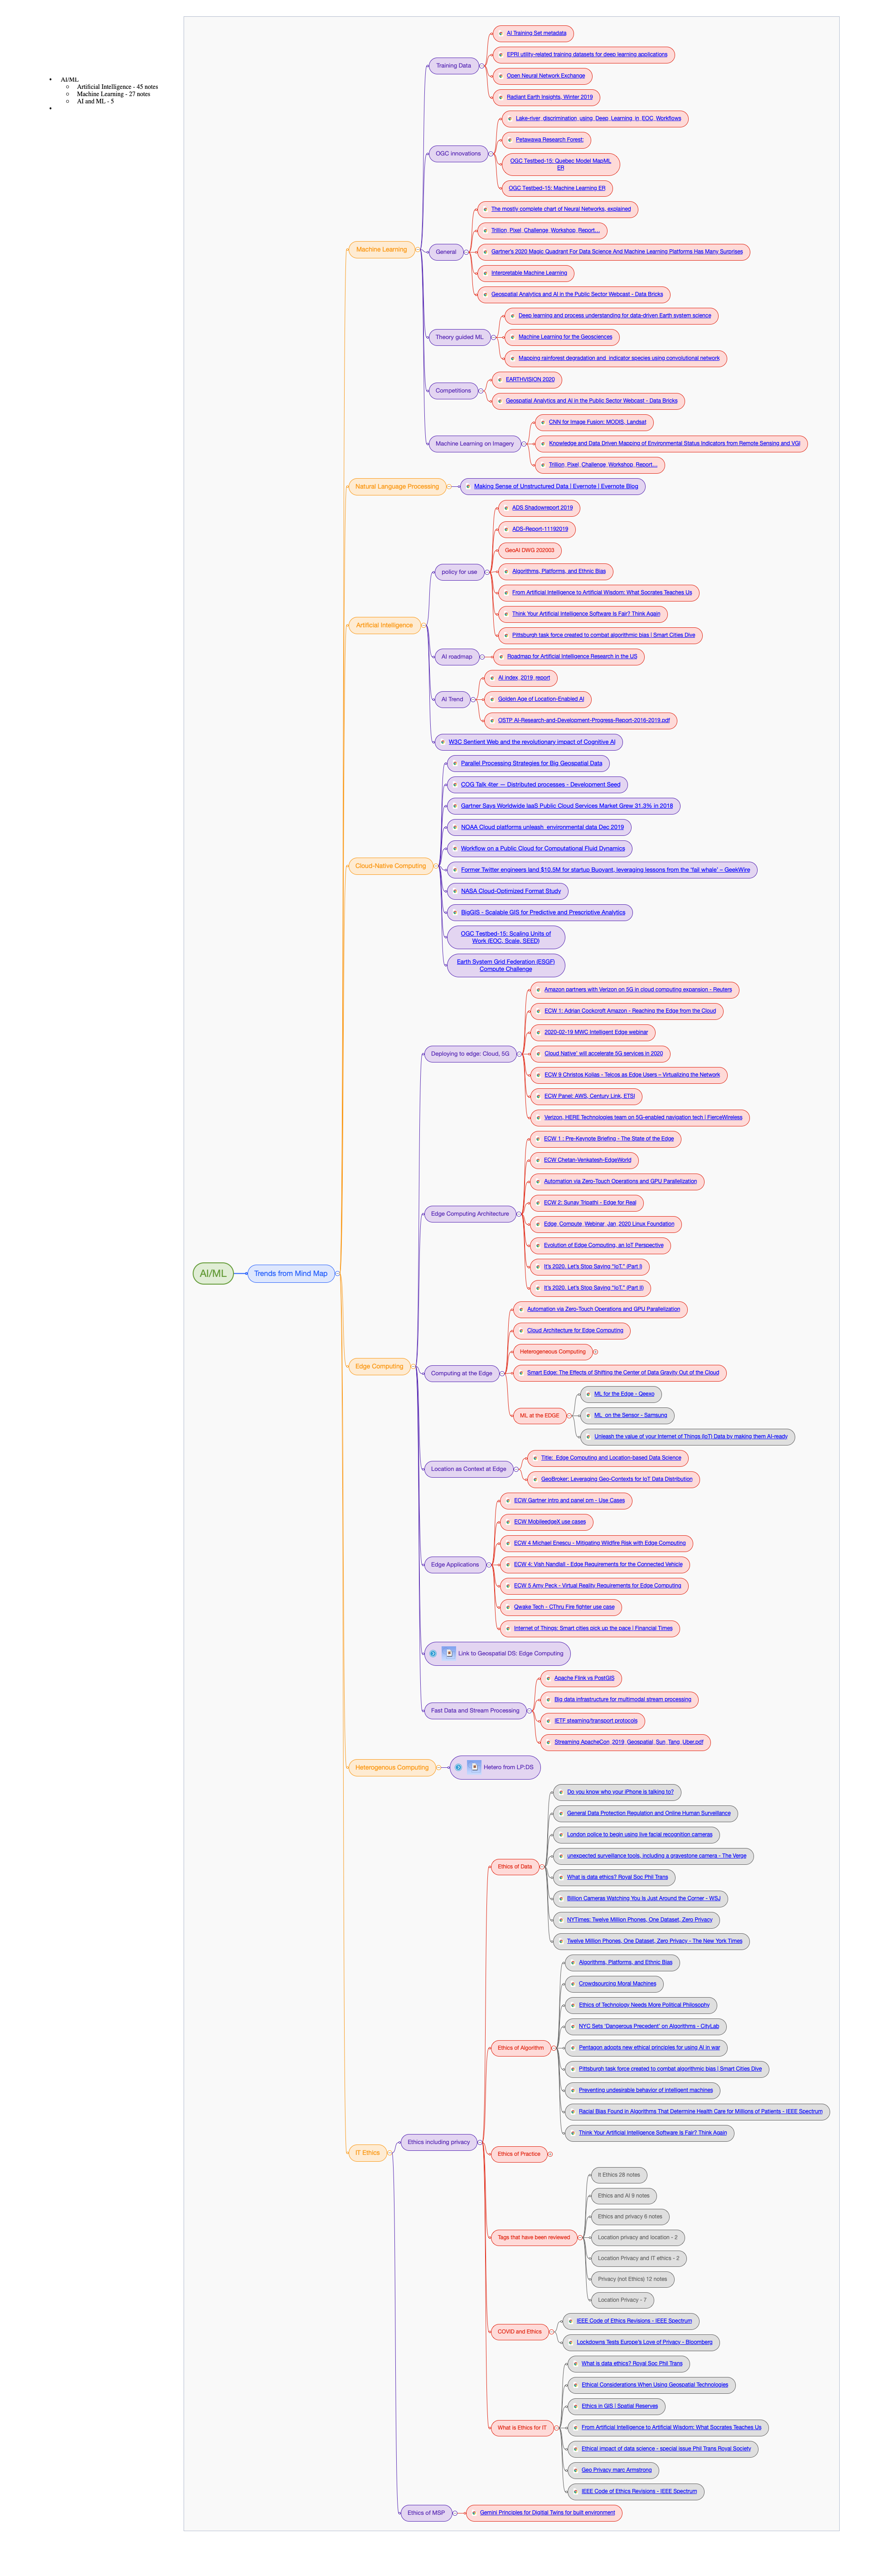 AI/ML
Artificial Intelligence - 45 notes
Machine Learning - 27 notes
AI and ML - 5
AI/ML
Trends from Mind Map
Machine Learning
Training Data
AI Training Set metadata
EPRI utility-related training datasets for deep learning applications
Open Neural Network Exchange
Radiant Earth Insights, Winter 2019
OGC innovations
Lake-river_discrimination_using_Deep_Learning_in_EOC_Workflows
Petawawa Research Forest:
OGC Testbed-15: Quebec Model MapML
ER
OGC Testbed-15: Machine Learning ER
General
The mostly complete chart of Neural Networks, explained
Trillion_Pixel_Challenge_Workshop_Report...
Gartner's 2020 Magic Quadrant For Data Science And Machine Learning Platforms Has Many Surprises
Interpretable Machine Learning
Geospatial Analytics and AI in the Public Sector Webcast - Data Bricks
Theory guided ML
Deep learning and process understanding for data-driven Earth system science
Machine Learning for the Geosciences
Mapping rainforest degradation and indicator species using convolutional network
Competitions
EARTHVISION 2020
Geospatial Analytics and AI in the Public Sector Webcast - Data Bricks
Machine Learning on Imagery
CNN for Image Fusion: MODIS, Landsat
Knowledge and Data Driven Mapping of Environmental Status Indicators from Remote Sensing and VGI
Trillion_Pixel_Challenge_Workshop_Report...
Natural Language Processing
Making Sense of Unstructured Data | Evernote | Evernote Blog
Artificial Intelligence
policy for use
ADS Shadowreport 2019
ADS-Report-11192019
GeoAI DWG 202003
Algorithms, Platforms, and Ethnic Bias
From Artificial Intelligence to Artificial Wisdom: What Socrates Teaches Us
Think Your Artificial Intelligence Software Is Fair? Think Again
Pittsburgh task force created to combat algorithmic bias | Smart Cities Dive
AI roadmap
Roadmap for Artificial Intelligence Research in the US
AI Trend
AI_index_2019_report
Golden Age of Location-Enabled AI
OSTP AI-Research-and-Development-Progress-Report-2016-2019.pdf
W3C Sentient Web and the revolutionary impact of Cognitive AI
Cloud-Native Computing
Parallel Processing Strategies for Big Geospatial Data
COG Talk 4ter — Distributed processes - Development Seed
Gartner Says Worldwide IaaS Public Cloud Services Market Grew 31.3% in 2018
NOAA Cloud platforms unleash environmental data Dec 2019
Workflow on a Public Cloud for Computational Fluid Dynamics
Former Twitter engineers land $10.5M for startup Buoyant, leveraging lessons from the 'fail whale' – GeekWire
NASA Cloud-Optimized Format Study
BigGIS - Scalable GIS for Predictive and Prescriptive Analytics
OGC Testbed-15: Scaling Units of
Work (EOC, Scale, SEED)
Earth System Grid Federation (ESGF)
Compute Challenge
Edge Computing
Deploying to edge: Cloud, 5G
Amazon partners with Verizon on 5G in cloud computing expansion - Reuters
ECW 1: Adrian Cockcroft Amazon - Reaching the Edge from the Cloud
2020-02-19 MWC Intelligent Edge webinar
Cloud Native' will accelerate 5G services in 2020
ECW 9 Christos Kolias - Telcos as Edge Users – Virtualizing the Network
ECW Panel: AWS, Century Link, ETSI
Verizon, HERE Technologies team on 5G-enabled navigation tech | FierceWireless
Edge Computing Architecture
ECW 1 : Pre-Keynote Briefing - The State of the Edge
ECW Chetan-Venkatesh-EdgeWorld
Automation via Zero-Touch Operations and GPU Parallelization
ECW 2: Sunay Tripathi - Edge for Real
Edge_Compute_Webinar_Jan_2020 Linux Foundation
Evolution of Edge Computing, an IoT Perspective
It's 2020. Let's Stop Saying "IoT." (Part I)
It's 2020. Let's Stop Saying "IoT." (Part II)
Computing at the Edge
Automation via Zero-Touch Operations and GPU Parallelization
Cloud Architecture for Edge Computing
Heterogeneous Computing
Smart Edge: The Effects of Shifting the Center of Data Gravity Out of the Cloud
ML at the EDGE
ML for the Edge - Qeexo
ML on the Sensor - Samsung
Unleash the value of your Internet of Things (IoT) Data by making them AI-ready
Location as Context at Edge
Title: Edge Computing and Location-based Data Science
GeoBroker: Leveraging Geo-Contexts for IoT Data Distribution
Edge Applications
ECW Gartner intro and panel pm - Use Cases
ECW MobileedgeX use cases
ECW 4 Michael Enescu - Mitigating Wildfire Risk with Edge Computing
ECW 4: Vish Nandlall - Edge Requirements for the Connected Vehicle
ECW 5 Amy Peck - Virtual Reality Requirements for Edge Computing
Qwake Tech - CThru Fire fighter use case
Internet of Things: Smart cities pick up the pace | Financial Times
Link to Geospatial DS: Edge Computing
Fast Data and Stream Processing
Apache Flink vs PostGIS
Big data infrastructure for multimodal stream processing
IETF steaming/transport protocols
Streaming ApacheCon_2019_Geospatial_Sun_Tang_Uber.pdf
Heterogenous Computing
Hetero from LP:DS
IT Ethics
Ethics including privacy
Ethics of Data
Do you know who your iPhone is talking to?
General Data Protection Regulation and Online Human Surveillance
London police to begin using live facial recognition cameras
unexpected surveillance tools, including a gravestone camera - The Verge
What is data ethics? Royal Soc Phil Trans
Billion Cameras Watching You Is Just Around the Corner - WSJ
NYTimes: Twelve Million Phones, One Dataset, Zero Privacy
Twelve Million Phones, One Dataset, Zero Privacy - The New York Times
Ethics of Algorithm
Algorithms, Platforms, and Ethnic Bias
Crowdsourcing Moral Machines
Ethics of Technology Needs More Political Philosophy
NYC Sets 'Dangerous Precedent' on Algorithms - CityLab
Pentagon adopts new ethical principles for using AI in war
Pittsburgh task force created to combat algorithmic bias | Smart Cities Dive
Preventing undesirable behavior of intelligent machines
Racial Bias Found in Algorithms That Determine Health Care for Millions of Patients - IEEE Spectrum
Think Your Artificial Intelligence Software Is Fair? Think Again
Ethics of Practice
Tags that have been reviewed
It Ethics 28 notes
Ethics and AI 9 notes
Ethics and privacy 6 notes
Location privacy and location - 2
Location Privacy and IT ethics - 2
Privacy (not Ethics) 12 notes
Location Privacy - 7
COVID and Ethics
IEEE Code of Ethics Revisions - IEEE Spectrum
Lockdowns Tests Europe's Love of Privacy - Bloomberg
What is Ethics for IT
What is data ethics? Royal Soc Phil Trans
Ethical Considerations When Using Geospatial Technologies
Ethics in GIS | Spatial Reserves
From Artificial Intelligence to Artificial Wisdom: What Socrates Teaches Us
Ethical impact of data science - special issue Phil Trans Royal Society
Geo Privacy marc Armstrong
IEEE Code of Ethics Revisions - IEEE Spectrum
Ethics of MSP
Gemini Principles for Digital Twins for built environment